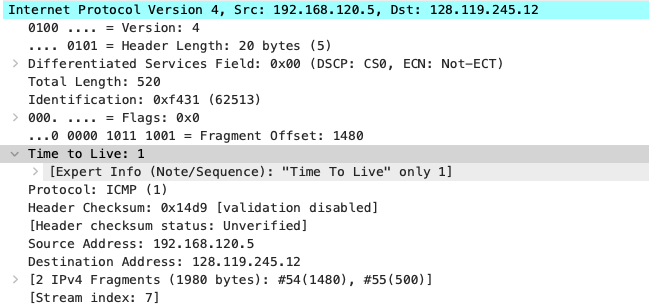 Internet Protocol Version 4, Src: 192.168.120.5, Dst: 128.119.245.12
0100 .... = Version: 4
.... 0101 = Header Length: 20 bytes (5)
Differentiated Services Field: 0x00 (DSCP: CS0, ECN: Not-ECT)
Total Length: 520
Identification: 0xf431 (62513)
000. .... = Flags: 0x0
...0 0000 1011 1001 = Fragment Offset: 1480
Time to Live: 1
[Expert Info (Note/Sequence): "Time To Live" only 1]
Protocol: ICMP (1)
Header Checksum: 0x14d9 [validation disabled]
[Header checksum status: Unverified]
Source Address: 192.168.120.5
Destination Address: 128.119.245.12
[2 IPv4 Fragments (1980 bytes): #54(1480), #55(500)]
[Stream index: 7]